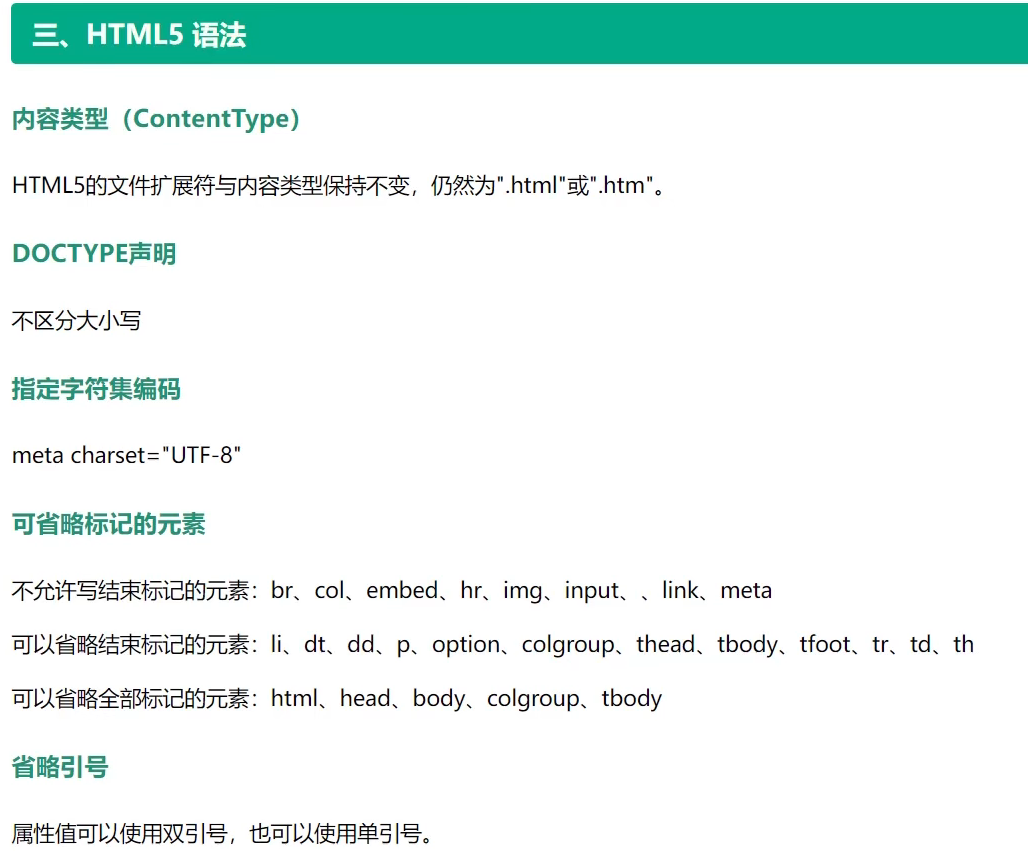 三、HTML5 语法
内容类型（ContentType）
HTML5的文件扩展符与内容类型保持不变，仍然为".html"或".htm"。
DOCTYPE声明
不区分大小写
指定字符集编码
meta charset="UTF-8"
可省略标记的元素
不允许写结束标记的元素：br、col、embed、hr、img、input、、link、meta
可以省略结束标记的元素：li、dt、dd、p、option、colgroup、thead、tbody、tfoot、tr、td、th
可以省略全部标记的元素：html、head、body、colgroup、tbody
省略引号
属性值可以使用双引号，也可以使用单引号。